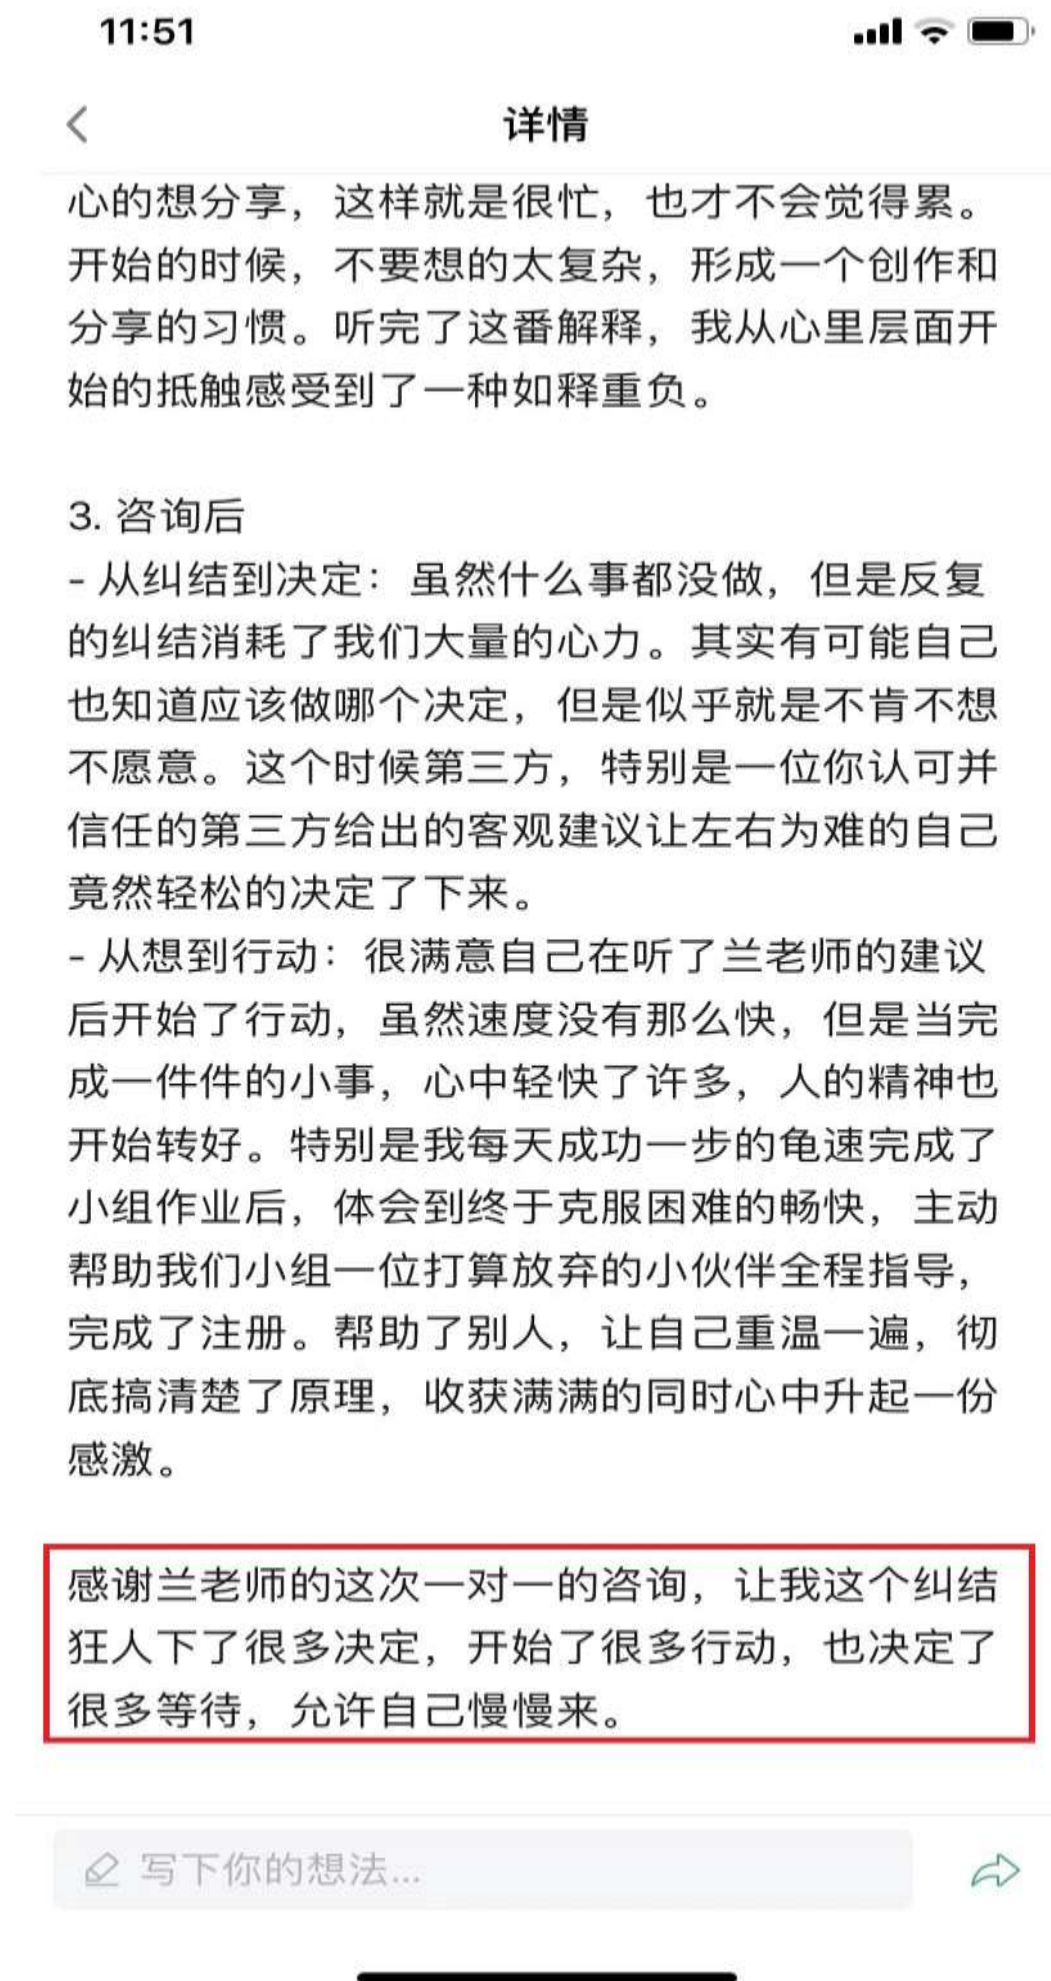 11:51
详情
心的想分享，这样就是很忙，也才不会觉得累。
开始的时候，不要想的太复杂，形成一个创作和
分享的习惯。听完了这番解释，我从心里层面开
始的抵触感受到了一种如释重负。
3. 咨询后
- 从纠结到决定：虽然什么事都没做，但是反复
的纠结消耗了我们大量的心力。其实有可能自己
也知道应该做哪个决定，但是似乎就是不肯不想
不愿意。这个时候第三方，特别是一位你认可并
信任的第三方给出的客观建议让左右为难的自己
竟然轻松的决定了下来。
- 从想到行动：很满意自己在听了兰老师的建议
后开始了行动，虽然速度没有那么快，但是当完
成一件件的小事，心中轻快了许多，人的精神也
开始转好。特别是我每天成功一步的龟速完成了
小组作业后，体会到终于克服困难的畅快，主动
帮助我们小组一位打算放弃的小伙伴全程指导，
完成了注册。帮助了别人，让自己重温一遍，彻
底搞清楚了原理，收获满满的同时心中升起一份
感激。
感谢兰老师的这次一对一的咨询，让我这个纠结
狂人下了很多决定，开始了很多行动，也决定了
很多等待，允许自己慢慢来。
写下你的想法...